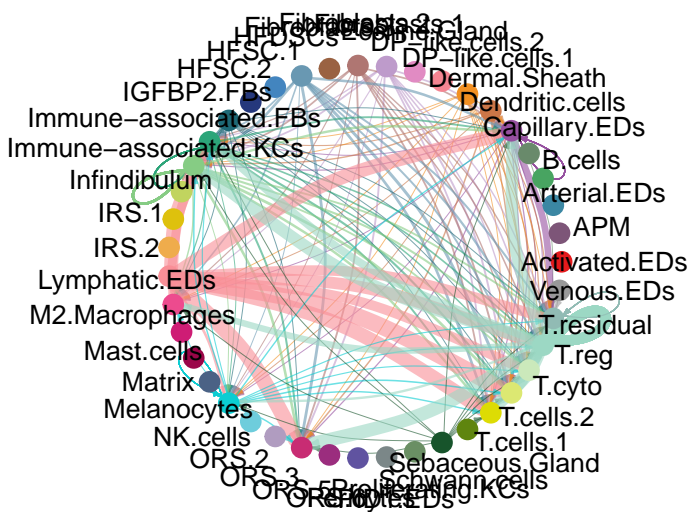 DP−like.cells.2
HFSC.1
DP−like.cells.1
HFSC.2
Dermal.Sheath
IGFBP2.FBs
Dendritic.cells
Immune−associated.FBs
Capillary.EDs
Immune−associated.KCs
B.cells
Infindibulum
Arterial.EDs
IRS.1
APM
IRS.2
Activated.EDs
Lymphatic.EDs
Venous.EDs
M2.Macrophages
T.residual
Mast.cells
T.reg
Matrix
T.cyto
Melanocytes
T.cells.2
NK.cells
T.cells.1
ORS.2
Sebaceous.Gland
ORS.3
Schwann.cells
Proliferating.KCs